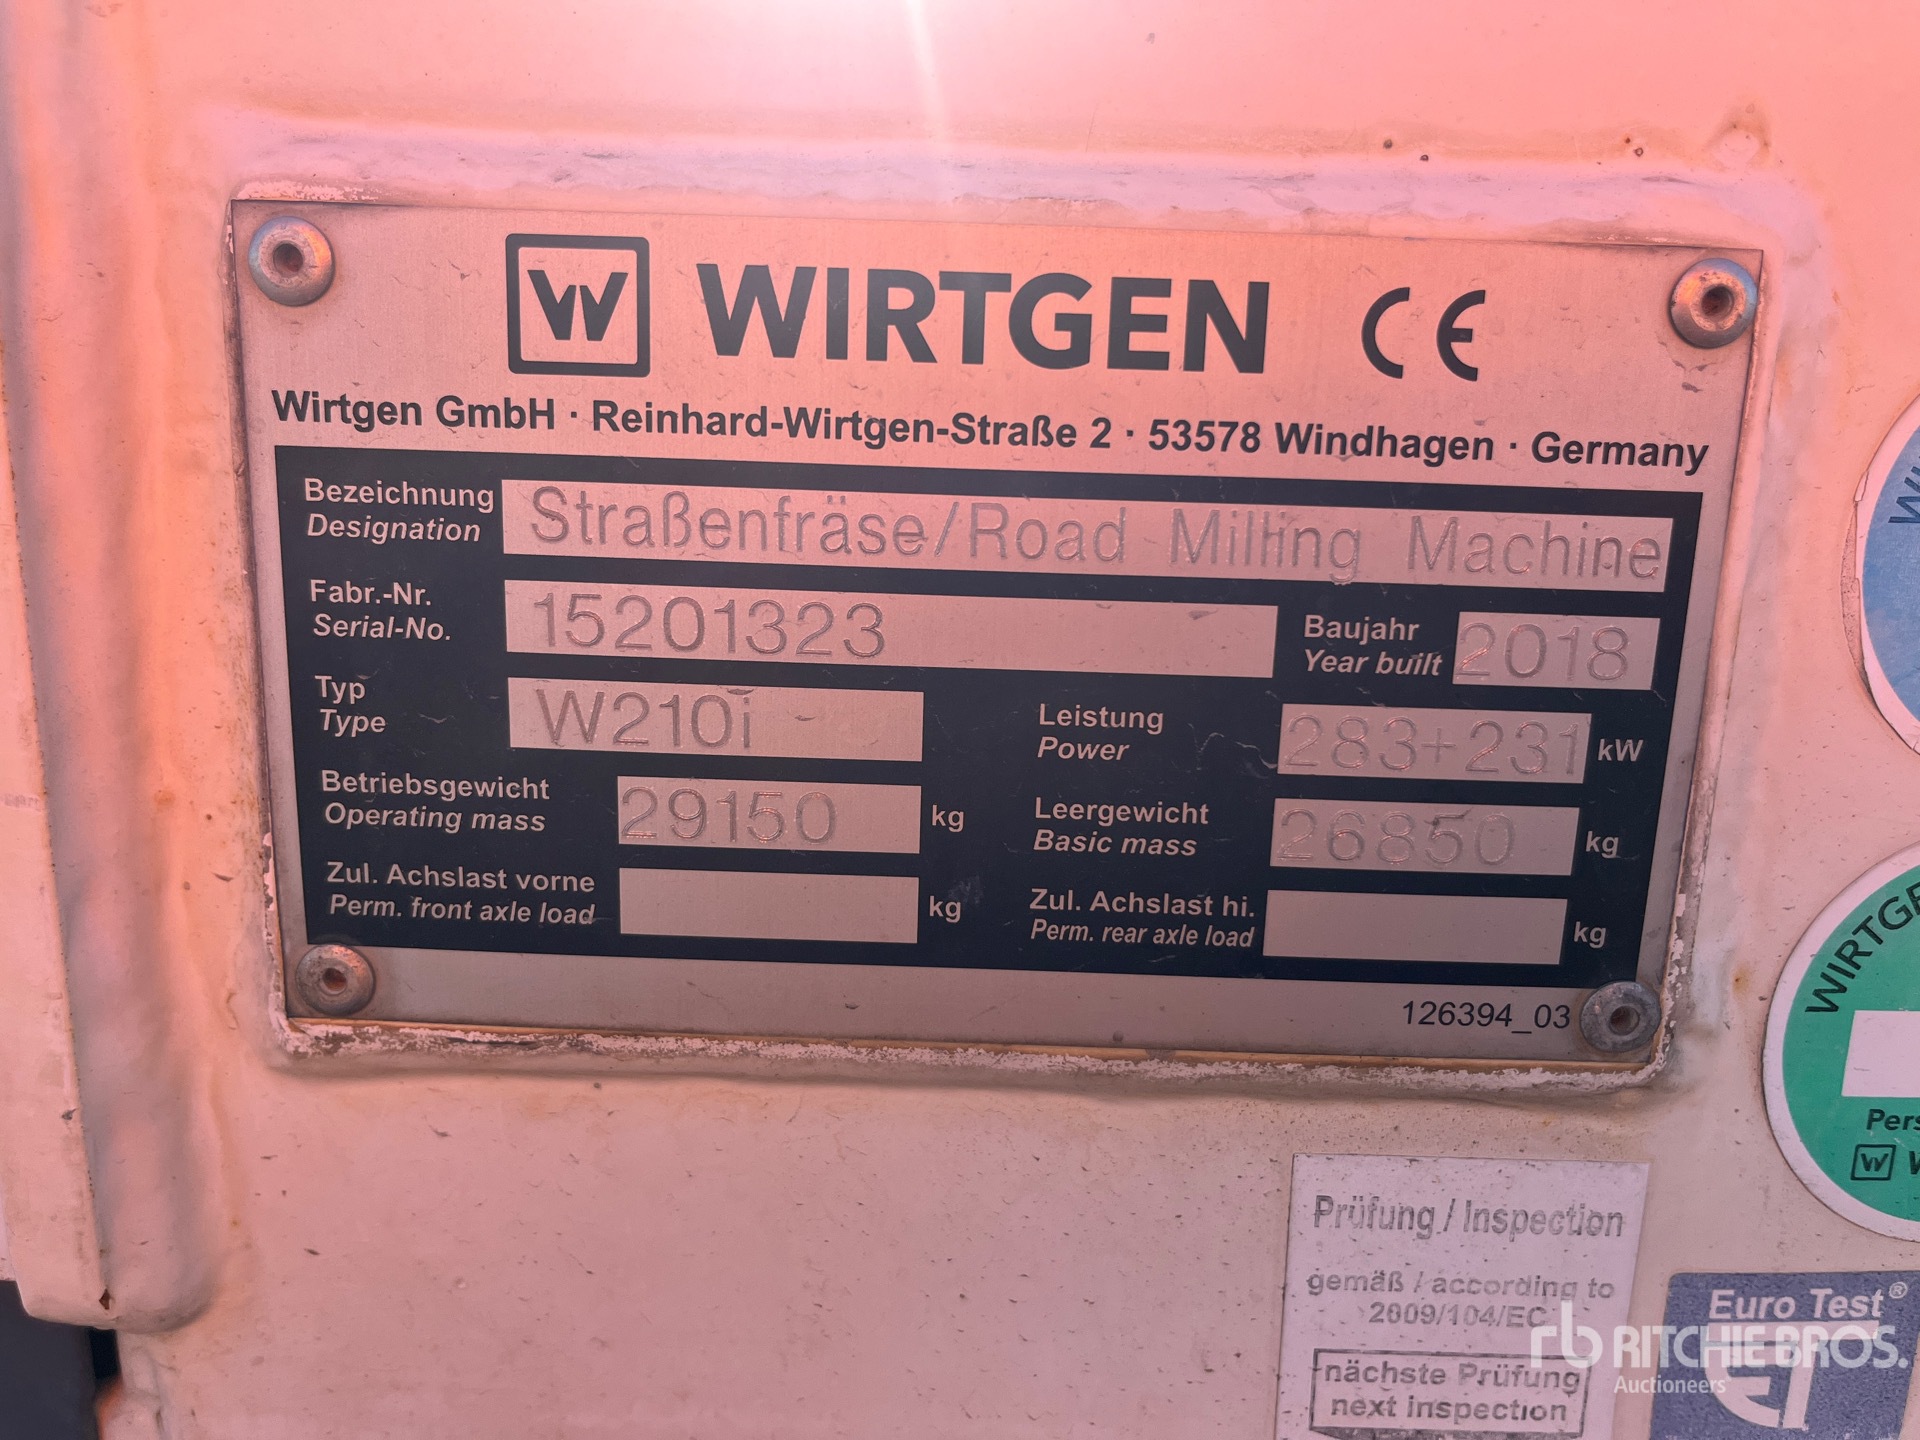 W WIRTGEN CE
Wirtgen GmbH · Reinhard-Wirtgen-Straße 2 · 53578 Windhagen · Germany
Bezeichnung
Designation
Straßenfräse/Road Milling Machine
Fabr.-Nr.
Serial-No.
15201323
Baujahr
Year built
2018
Typ
Type
W210i
Leistung
Power
283+231 kW
Betriebsgewicht
Operating mass
29150 kg
Leergewicht
Basic mass
26850 kg
Zul. Achslast vorne
Perm. front axle load
kg
Zul. Achslast hi.
Perm. rear axle load
kg
126394_03
WIRTGE
Pers
W
Prüfung / Inspection
gemäß / according to
2009/104/EC
nächste Prüfung
next inspection
Euro Test®
rb RITCHIE BROS.
Auctioneers